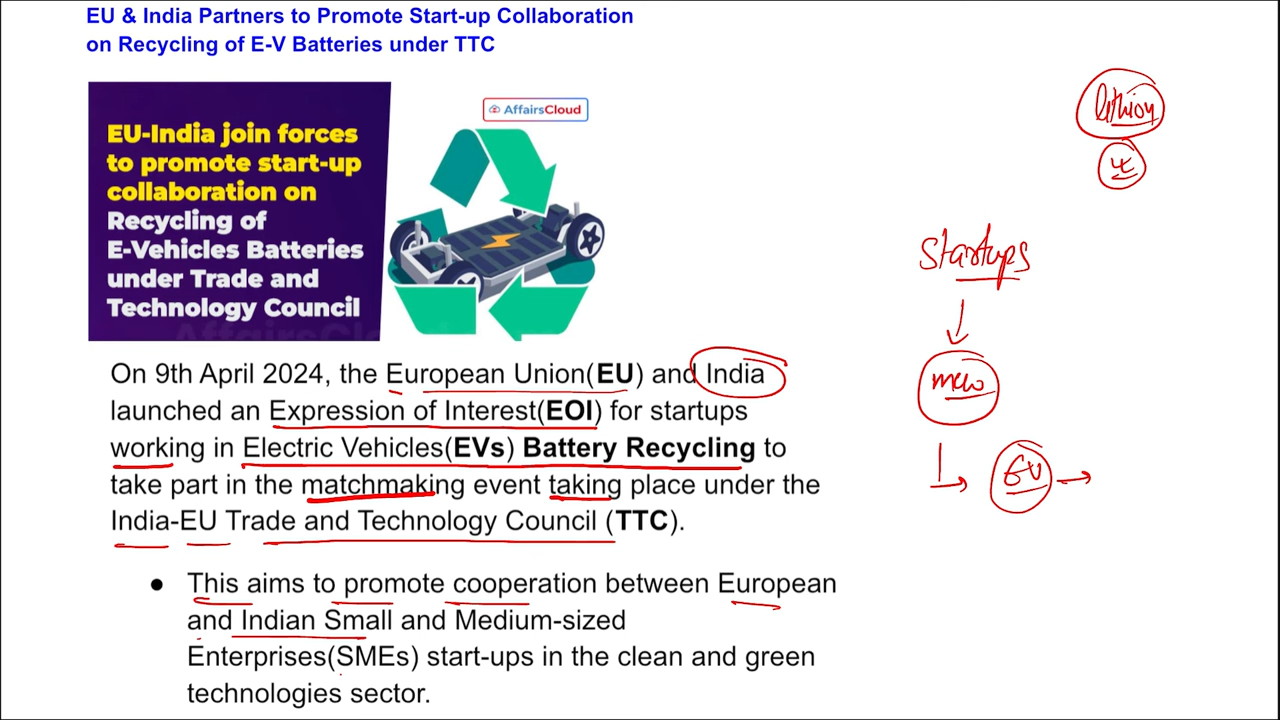 EU & India Partners to Promote Start-up Collaboration
on Recycling of E-V Batteries under TTC
AffairsCloud
EU-India join forces
to promote start-up
collaboration on
Recycling of
E-Vehicles Batteries
under Trade and
Technology Council
On 9th April 2024, the European Union(EU) and India
launched an Expression of Interest(EOI) for startups
working in Electric Vehicles(EVs) Battery Recycling to
take part in the matchmaking event taking place under the
India-EU Trade and Technology Council (TTC).
● This aims to promote cooperation between European
and Indian Small and Medium-sized
Enterprises(SMEs) start-ups in the clean and green
technologies sector.
startups